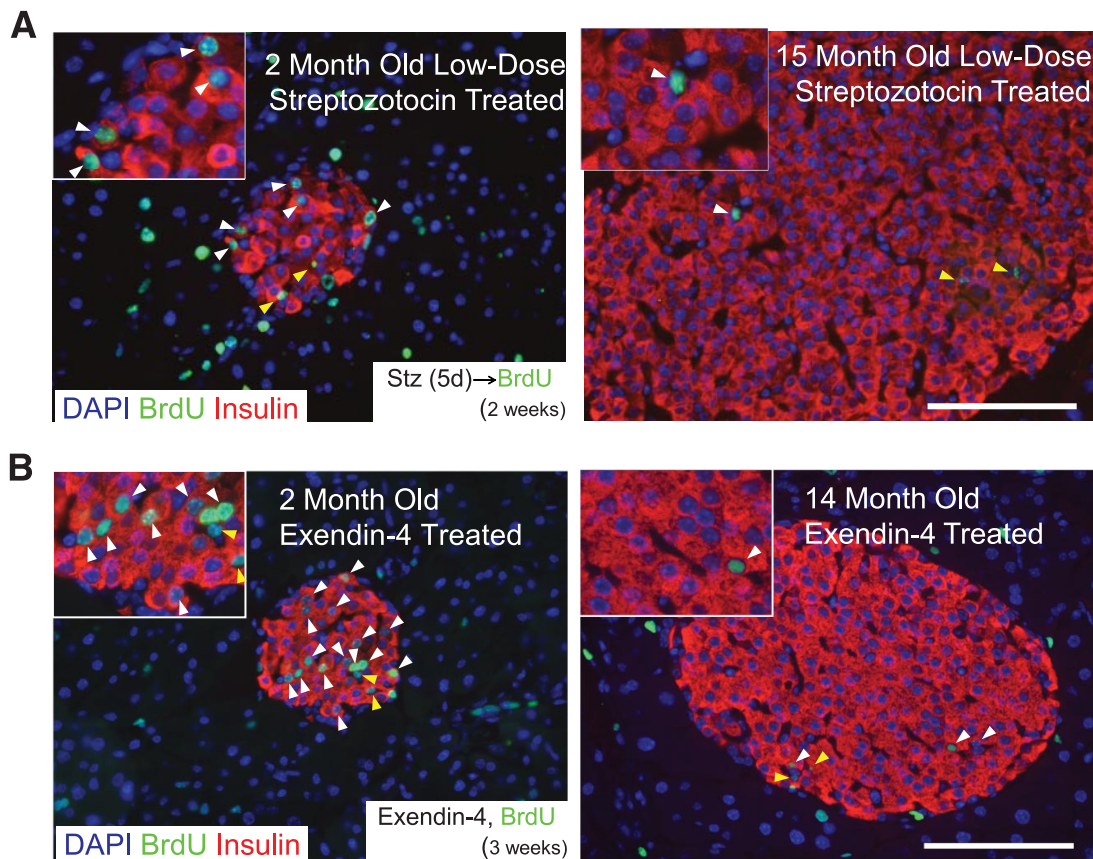 A
2 Month Old Low-Dose
Streptozotocin Treated
Stz (5d)→BrdU
(2 weeks)
DAPI BrdU Insulin
15 Month Old Low-Dose
Streptozotocin Treated
B
2 Month Old
Exendin-4 Treated
Exendin-4, BrdU
(3 weeks)
DAPI BrdU Insulin
14 Month Old
Exendin-4 Treated